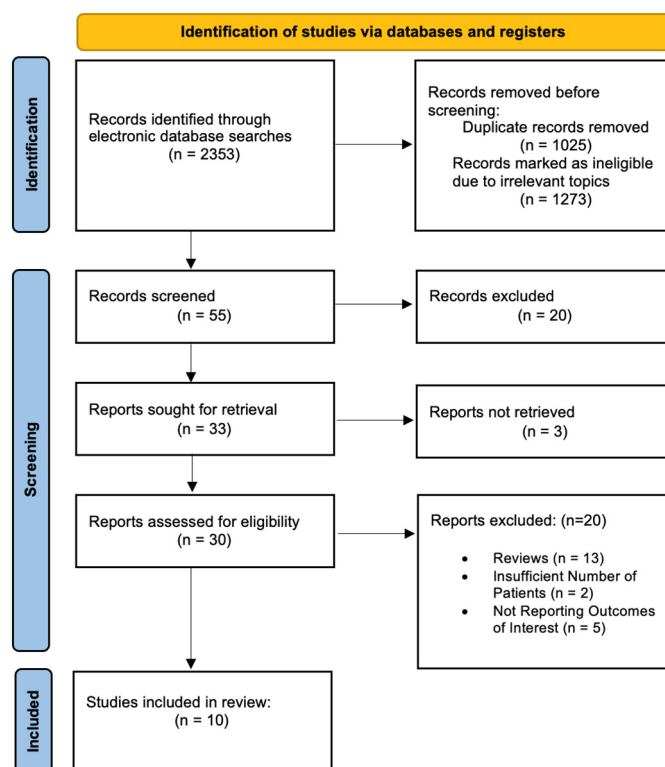 Identification of studies via databases and registers
Identification
Records identified through
electronic database searches
(n = 2353)
Records removed before
screening:
Duplicate records removed
(n = 1025)
Records marked as ineligible
due to irrelevant topics
(n = 1273)
Screening
Records screened
(n = 55)
Records excluded
(n = 20)
Reports sought for retrieval
(n = 33)
Reports not retrieved
(n = 3)
Reports assessed for eligibility
(n = 30)
Reports excluded: (n=20)
• Reviews (n = 13)
• Insufficient Number of
Patients (n = 2)
• Not Reporting Outcomes
of Interest (n = 5)
Included
Studies included in review:
(n = 10)